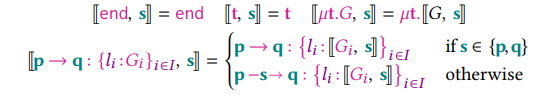 ⟦end, s⟧ = end ⟦t, s⟧ = t ⟦μt.G, s⟧ = μt.⟦G, s⟧
⟦p → q : {lᵢ : Gᵢ}ᵢ∈I, s⟧ = { p → q : {lᵢ : ⟦Gᵢ, s⟧}ᵢ∈I if s ∈ {p, q}
p −s→ q : {lᵢ : ⟦Gᵢ, s⟧}ᵢ∈I otherwise